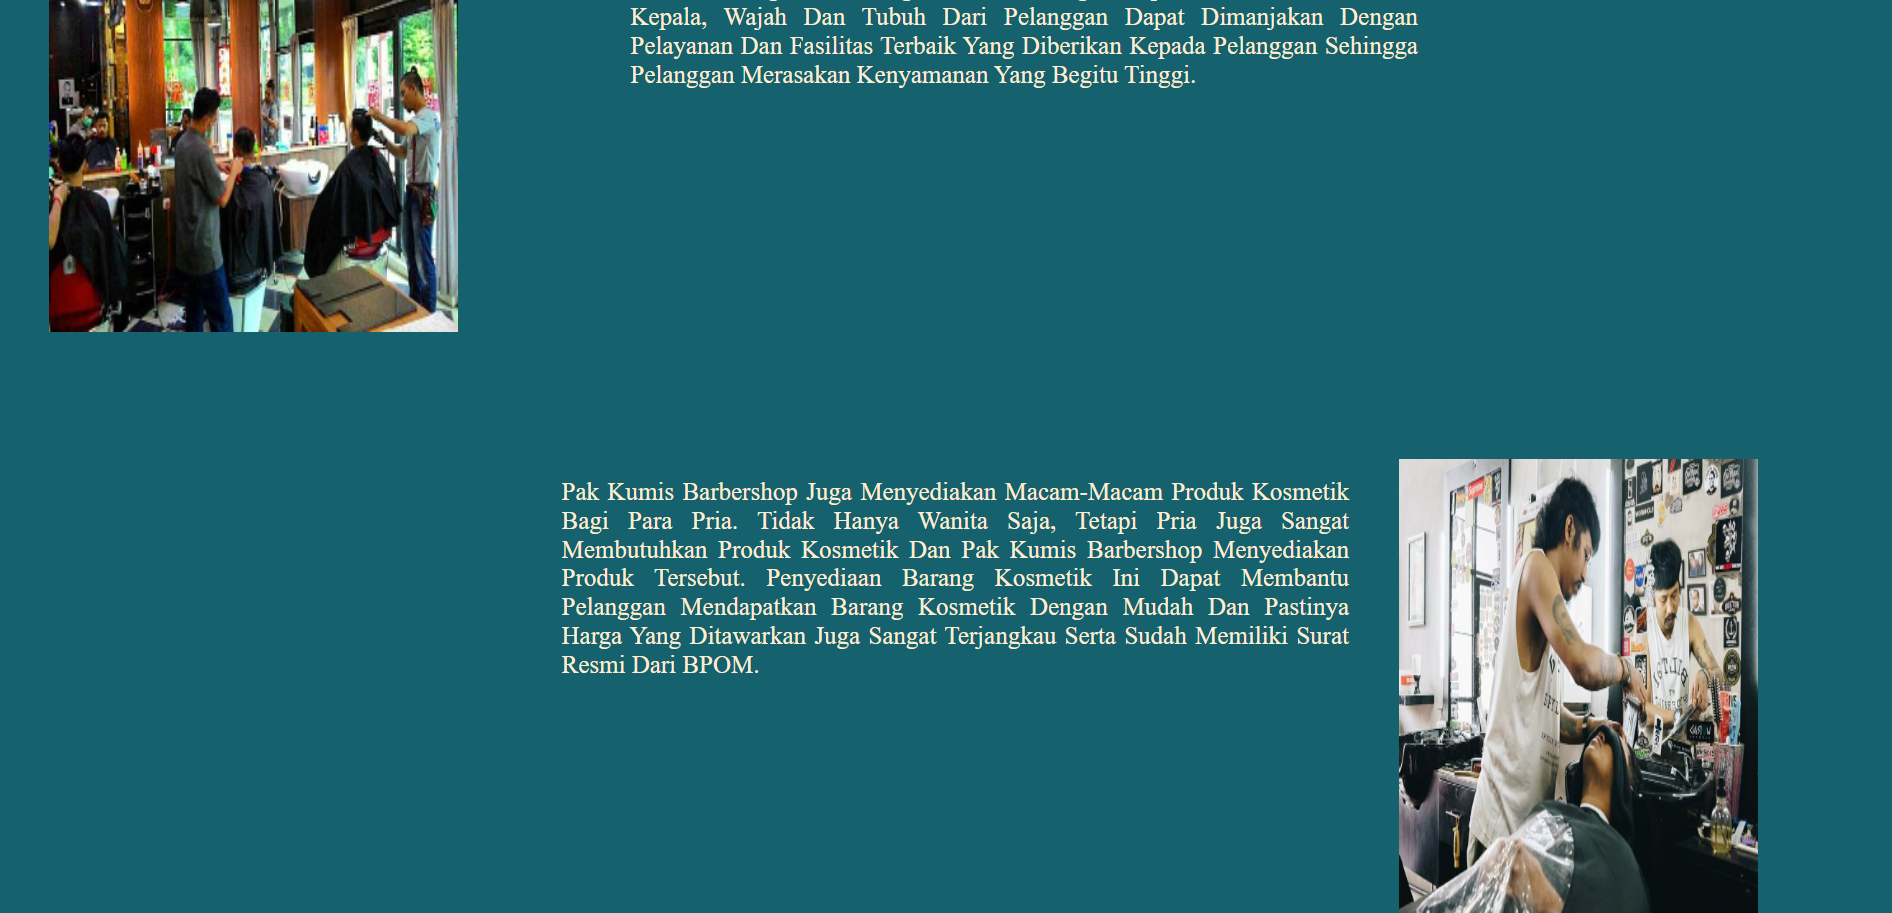 Kepala, Wajah Dan Tubuh Dari Pelanggan Dapat Dimanjakan Dengan
Pelayanan Dan Fasilitas Terbaik Yang Diberikan Kepada Pelanggan Sehingga
Pelanggan Merasakan Kenyamanan Yang Begitu Tinggi.
Pak Kumis Barbershop Juga Menyediakan Macam-Macam Produk Kosmetik
Bagi Para Pria. Tidak Hanya Wanita Saja, Tetapi Pria Juga Sangat
Membutuhkan Produk Kosmetik Dan Pak Kumis Barbershop Menyediakan
Produk Tersebut. Penyediaan Barang Kosmetik Ini Dapat Membantu
Pelanggan Mendapatkan Barang Kosmetik Dengan Mudah Dan Pastinya
Harga Yang Ditawarkan Juga Sangat Terjangkau Serta Sudah Memiliki Surat
Resmi Dari BPOM.
Supreme